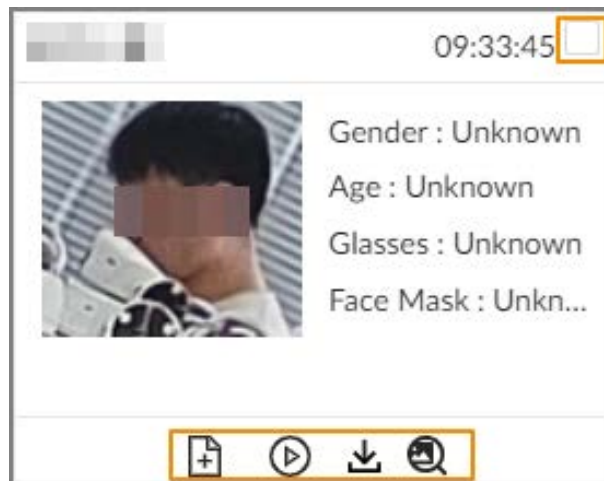 09:33:45
Gender : Unknown
Age : Unknown
Glasses : Unknown
Face Mask : Unkn...